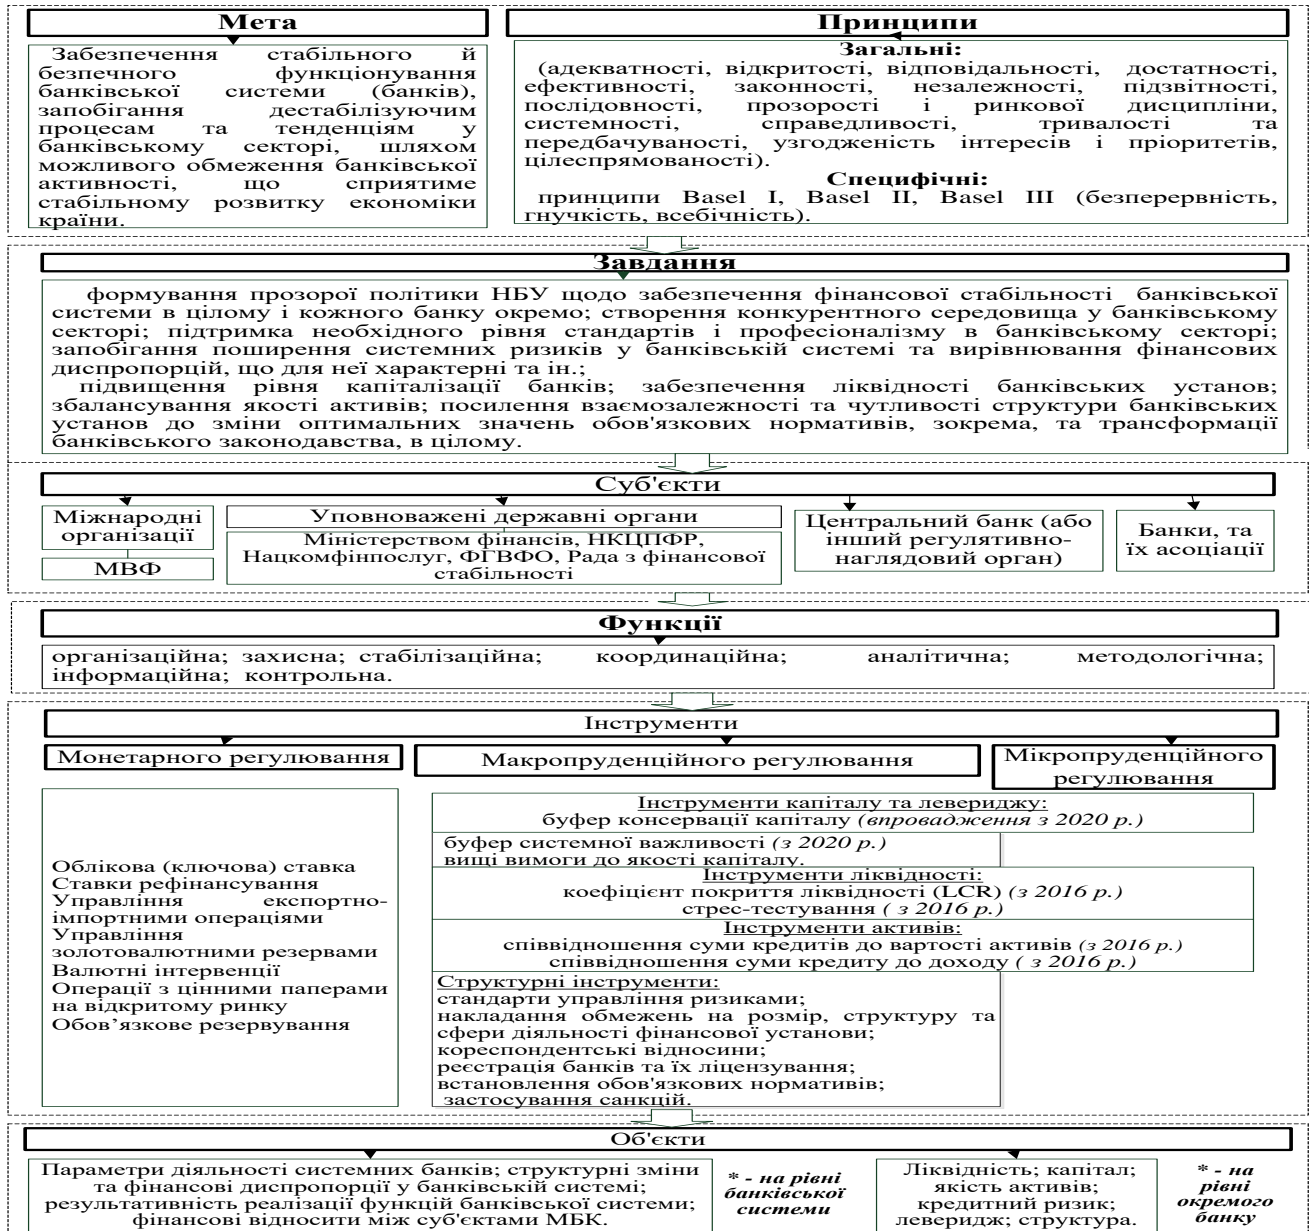 Мета
Забезпечення стабільного й
безпечного функціонування
банківської системи (банків),
запобігання дестабілізуючим
процесам та тенденціям у
банківському секторі, шляхом
можливого обмеження банківської
активності, що сприятиме
стабільному розвитку економіки
країни.
Принципи
Загальні:
(адекватності, відкритості, відповідальності, достатності,
ефективності, законності, незалежності, підзвітності,
послідовності, прозорості і ринкової дисципліни,
системності, справедливості, тривалості та
передбачуваності, узгодженість інтересів і пріоритетів,
цілеспрямованості).
Специфічні:
принципи Basel I, Basel II, Basel III (безперервність,
гнучкість, всебічність).
Завдання
формування прозорої політики НБУ щодо забезпечення фінансової стабільності банківської
системи в цілому і кожного банку окремо; створення конкурентного середовища у банківському
секторі; підтримка необхідного рівня стандартів і професіоналізму в банківському секторі;
запобігання поширення системних ризиків у банківській системі та вирівнювання фінансових
диспропорцій, що для неї характерні та ін.;
підвищення рівня капіталізації банків; забезпечення ліквідності банківських установ;
збалансування якості активів; посилення взаємозалежності та чутливості структури банківських
установ до зміни оптимальних значень обов'язкових нормативів, зокрема, та трансформації
банківського законодавства, в цілому.
Суб'єкти
Міжнародні
організації
МВФ
Уповноважені державні органи
Міністерством фінансів, НКЦПФР,
Нацкомфінпослуг, ФГВФО, Рада з фінансової
стабільності
Центральний банк (або
інший регулятивно-
наглядовий орган)
Банки, та
їх асоціації
Функції
організаційна; захисна; стабілізаційна; координаційна; аналітична; методологічна;
інформаційна; контрольна.
Інструменти
Монетарного регулювання
Макропруденційного регулювання
Мікропруденційного
регулювання
Облікова (ключова) ставка
Ставки рефінансування
Управління експортно-
імпортними операціями
Управління
золотовалютними резервами
Валютні інтервенції
Операції з цінними паперами
на відкритому ринку
Обов’язкове резервування
Інструменти капіталу та левериджу:
буфер консервації капіталу (впровадження з 2020 р.)
буфер системної важливості (з 2020 р.)
вищі вимоги до якості капіталу.
Інструменти ліквідності:
коефіцієнт покриття ліквідності (LCR) (з 2016 р.)
стрес-тестування ( з 2016 р.)
Інструменти активів:
співвідношення суми кредитів до вартості активів (з 2016 р.)
співвідношення суми кредиту до доходу ( з 2016 р.)
Структурні інструменти:
стандарти управління ризиками;
накладання обмежень на розмір, структуру та
сфери діяльності фінансової установи;
кореспондентські відносини;
реєстрація банків та їх ліцензування;
встановлення обов'язкових нормативів;
застосування санкцій.
Об'єкти
Параметри діяльності системних банків; структурні зміни
та фінансові диспропорції у банківській системі;
результативність реалізації функцій банківської системи;
фінансові відносити між суб'єктами МБК.
* - на рівні
банківської
системи
Ліквідність; капітал;
якість активів;
кредитний ризик;
леверидж; структура.
* - на
рівні
окремого
банку